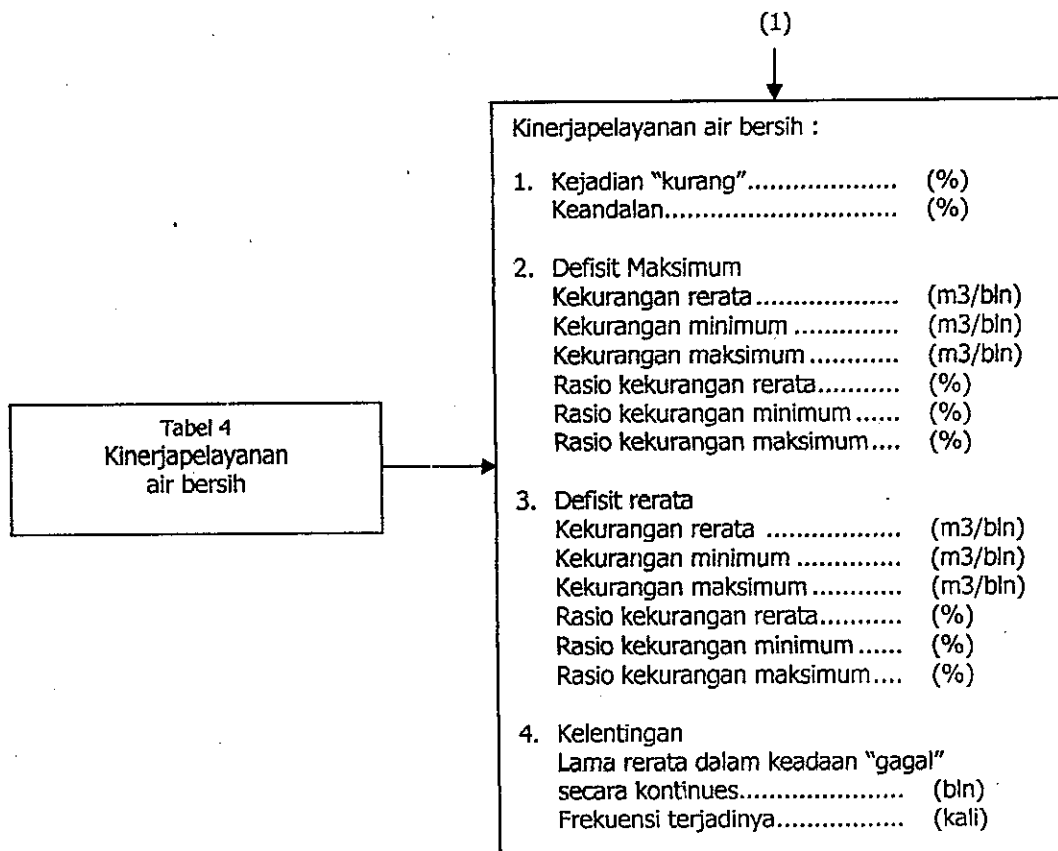 (1)
Kinerjapelayanan air bersih :
1. Kejadian “kurang”..................... (%)
Keandalan................................ (%)
2. Defisit Maksimum
Kekurangan rerata .................... (m3/bln)
Kekurangan minimum .............. (m3/bln)
Kekurangan maksimum ............ (m3/bln)
Rasio kekurangan rerata............ (%)
Rasio kekurangan minimum ...... (%)
Rasio kekurangan maksimum .... (%)
Tabel 4
Kinerjapelayanan
air bersih
3. Defisit rerata
Kekurangan rerata ................... (m3/bln)
Kekurangan minimum .............. (m3/bln)
Kekurangan maksimum ............ (m3/bln)
Rasio kekurangan rerata............ (%)
Rasio kekurangan minimum ...... (%)
Rasio kekurangan maksimum .... (%)
4. Kelentingan
Lama rerata dalam keadaan “gagal”
secara kontinues...................... (bln)
Frekuensi terjadinya.................. (kali)